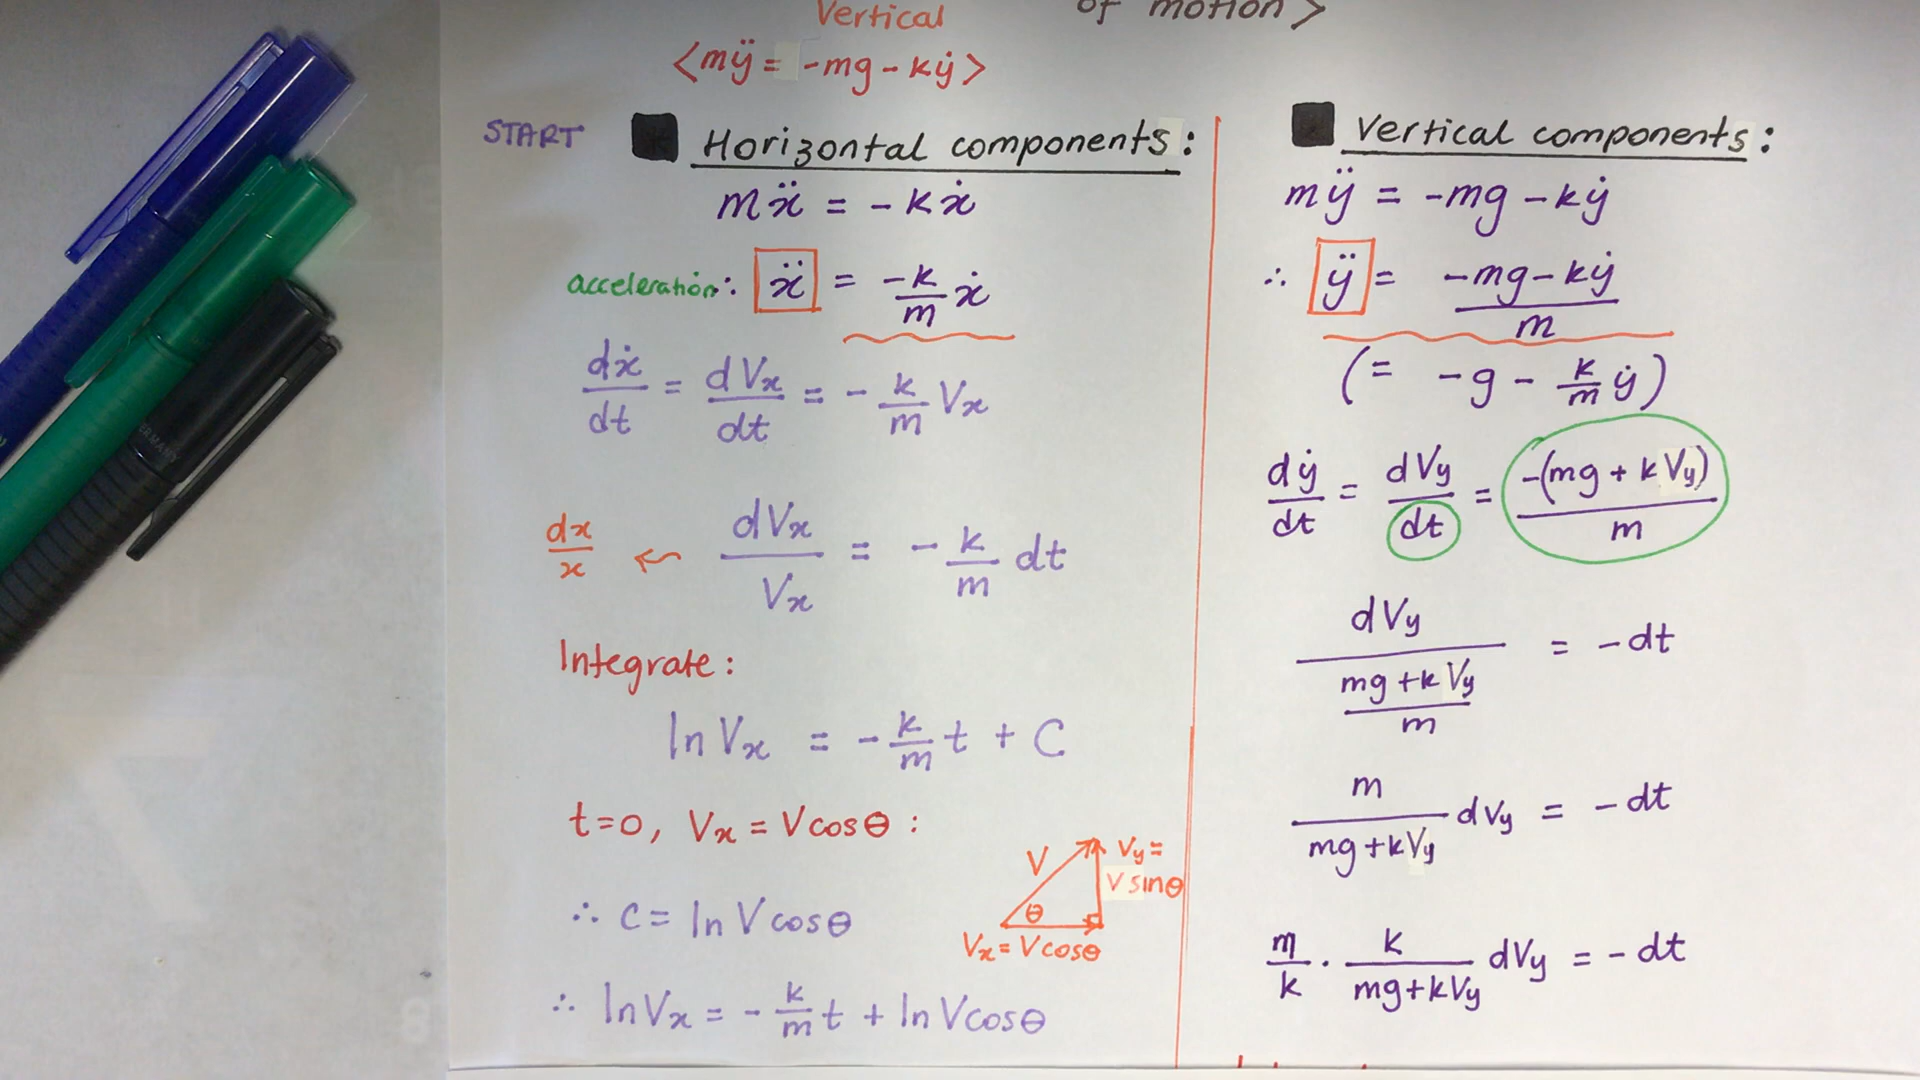 Vertical of motion >
<mÿ = -mg - kẏ>
START
Horizontal components:
mẍ = -kẋ
acceleration: ẍ = -k/m ẋ
dẋ/dt = dVx/dt = - k/m Vx
dx/x ← dVx/Vx = - k/m dt
Integrate:
ln Vx = - k/m t + C
t=0, Vx = Vcosθ :
V
θ
Vy =
V sinθ
Vx = Vcosθ
∴ C = ln Vcosθ
∴ lnVx = - k/m t + ln Vcosθ
Vertical components:
mÿ = -mg - kẏ
∴ ÿ = -mg - kẏ / m
(= -g - k/m ẏ)
dẏ/dt = dVy/dt = -(mg + kVy)/m
dVy / ((mg + kVy)/m) = -dt
m/(mg + kVy) dVy = -dt
m/k · k/(mg + kVy) dVy = -dt